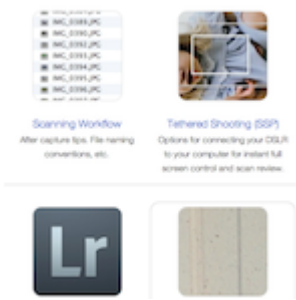 IMG_0389.JPG
IMG_0390.JPG
IMG_0392.JPG
IMG_0393.JPG
IMG_0394.JPG
IMG_0395.JPG
IMG_0396.JPG
Scanning Workflow
After capture tips. File naming
conventions, etc.
Tethered Shooting (SSP)
Options for connecting your DSLR
to your computer for instant full
screen control and scan review.
Lr